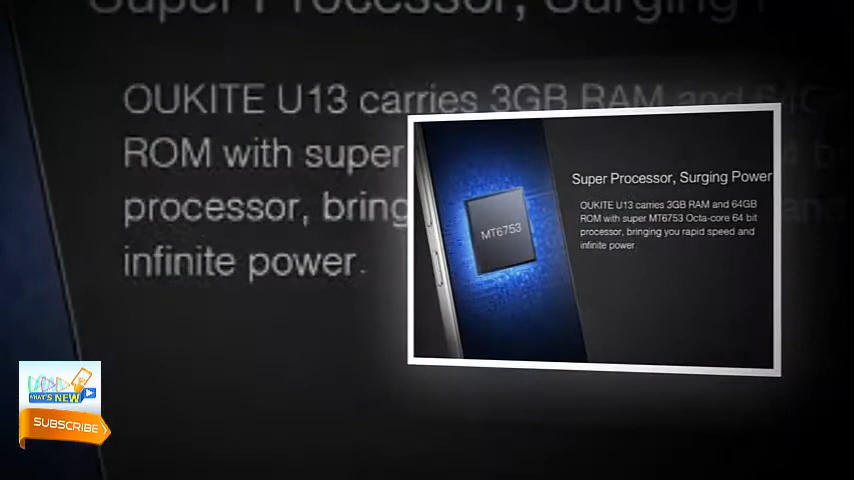 Super Processor, Surging
OUKITE U13 carries 3GB RAM and 64G
ROM with super
processor, bring
infinite power.
MT6753
Super Processor, Surging Power
OUKITE U13 carries 3GB RAM and 64GB
ROM with super MT6753 Octa-core 64 bit
processor, bringing you rapid speed and
infinite power
WHAT'S NEW
SUBSCRIBE